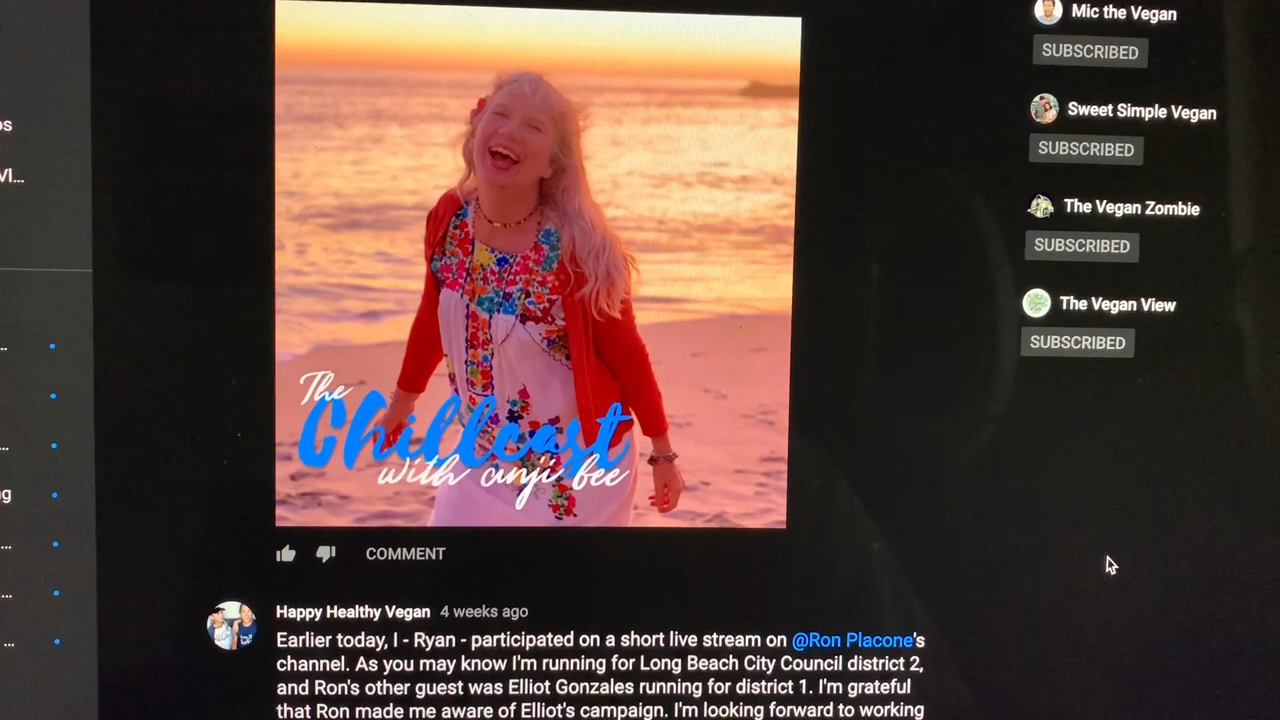 os
VI...
...
...
ng
...
...
...
The
Chillcast
with anji bee
COMMENT
Happy Healthy Vegan 4 weeks ago
Earlier today, I - Ryan - participated on a short live stream on @Ron Placone's
channel. As you may know I'm running for Long Beach City Council district 2,
and Ron's other guest was Elliot Gonzales running for district 1. I'm grateful
that Ron made me aware of Elliot's campaign. I'm looking forward to working
Mic the Vegan
SUBSCRIBED
Sweet Simple Vegan
SUBSCRIBED
The Vegan Zombie
SUBSCRIBED
The Vegan View
SUBSCRIBED